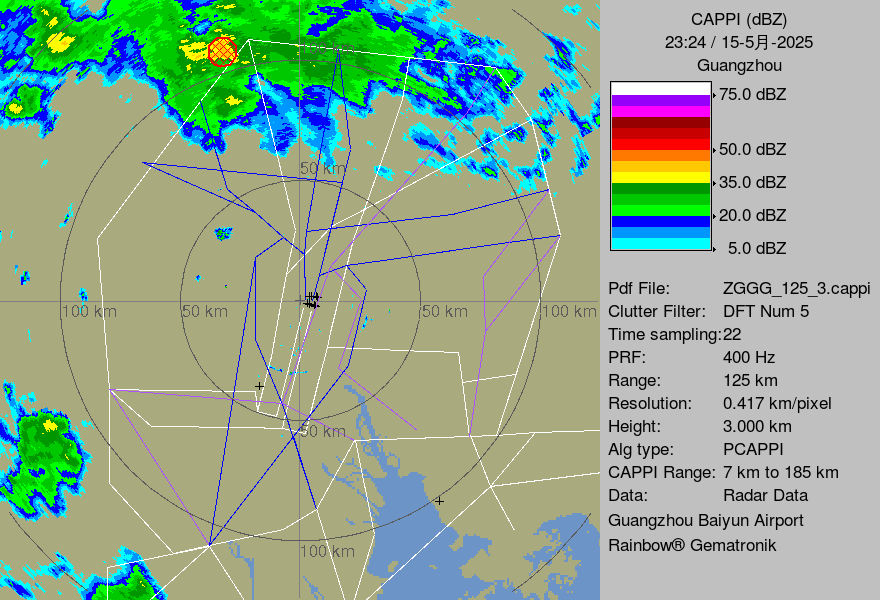 CAPPI (dBZ)
23:24 / 15-5月-2025
Guangzhou
75.0 dBZ
50.0 dBZ
35.0 dBZ
20.0 dBZ
5.0 dBZ
Pdf File: ZGGG_125_3.cappi
Clutter Filter: DFT Num 5
Time sampling:22
PRF: 400 Hz
Range: 125 km
Resolution: 0.417 km/pixel
Height: 3.000 km
Alg type: PCAPPI
CAPPI Range: 7 km to 185 km
Data: Radar Data
Guangzhou Baiyun Airport
Rainbow® Gematronik
100 km
50 km
100 km
50 km
50 km
100 km
50 km
100 km